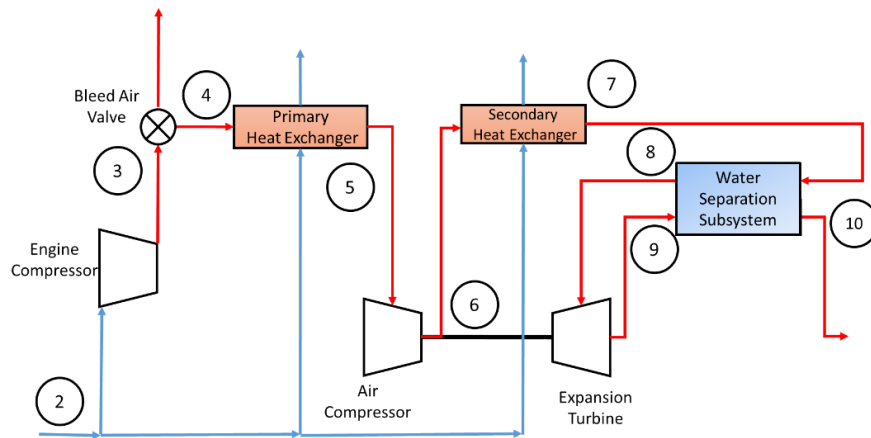 4
7
Bleed Air
Valve
Primary
Heat Exchanger
Secondary
Heat Exchanger
3
5
8
Water
Separation
Subsystem
9
10
Engine
Compressor
6
2
Air
Compressor
Expansion
Turbine